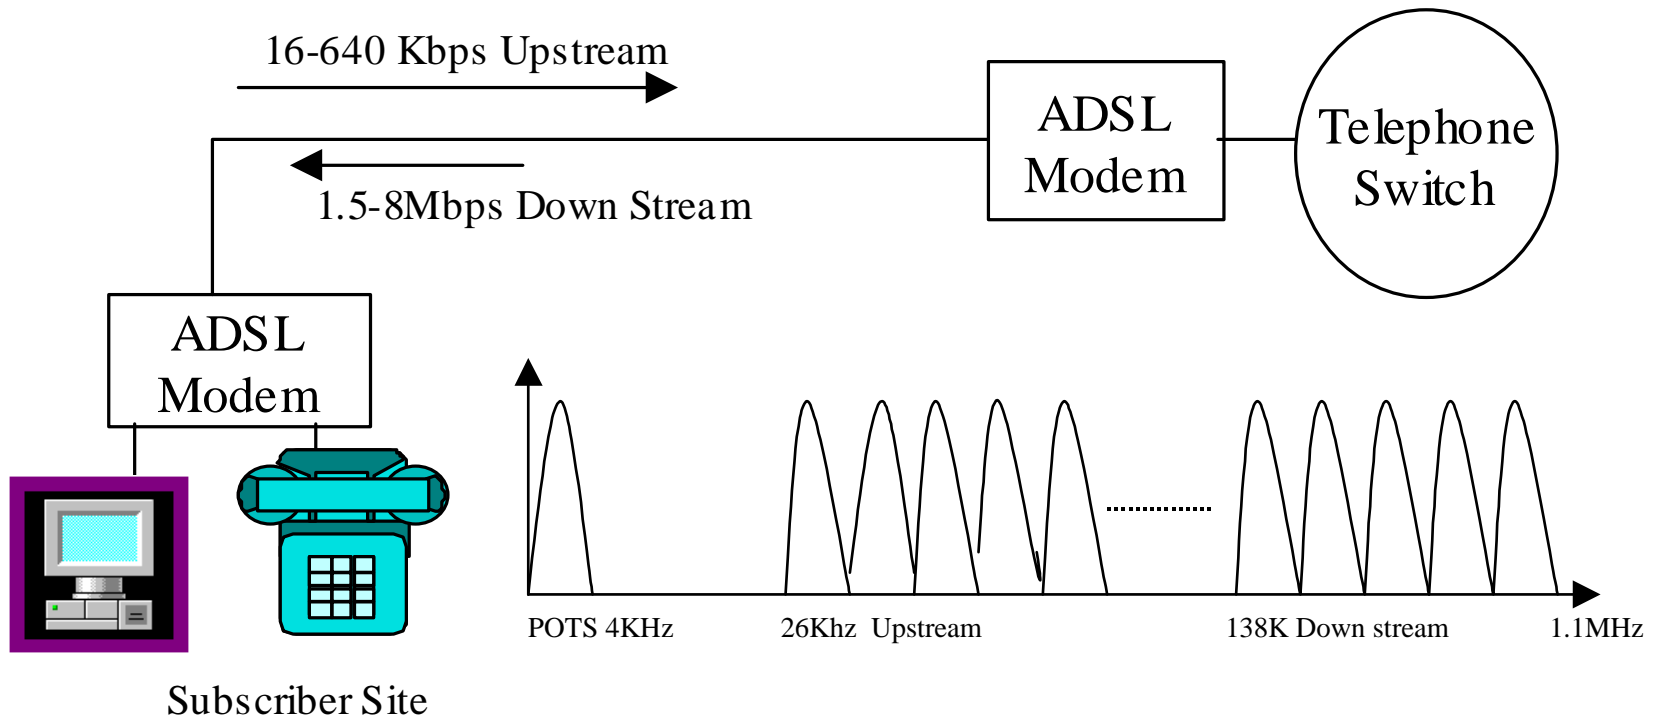 16-640 Kbps Upstream
ADSL
Modem
Telephone
Switch
1.5-8Mbps Down Stream
ADSL
Modem
POTS 4KHz
26Khz Upstream
138K Down stream
1.1MHz
Subscriber Site